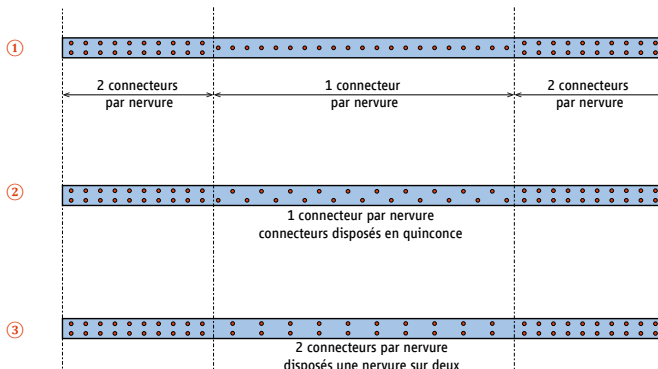 ①
2 connecteurs
par nervure
1 connecteur
par nervure
2 connecteurs
par nervure
②
1 connecteur par nervure
connecteurs disposés en quinconce
③
2 connecteurs par nervure
disposés une nervure sur deux